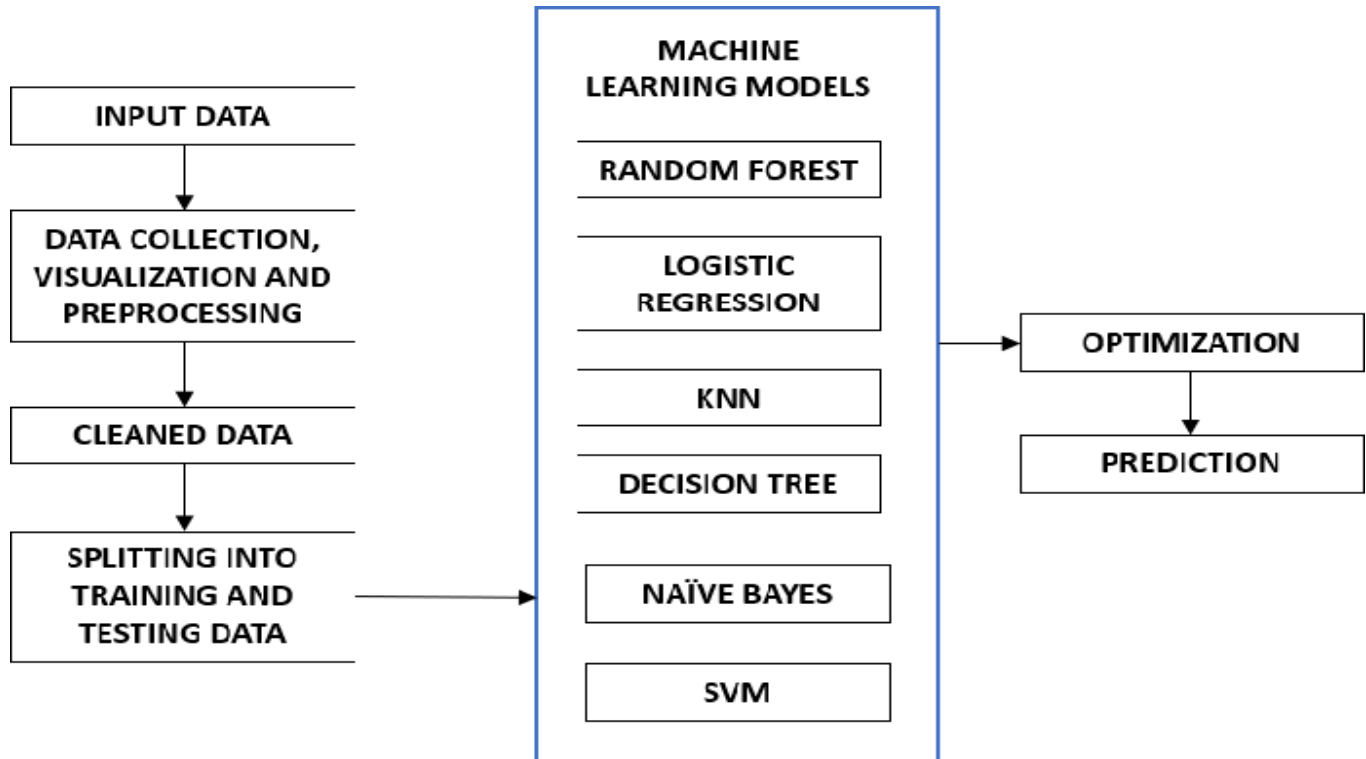 INPUT DATA
DATA COLLECTION,
VISUALIZATION AND
PREPROCESSING
CLEANED DATA
SPLITTING INTO
TRAINING AND
TESTING DATA
MACHINE
LEARNING MODELS
RANDOM FOREST
LOGISTIC
REGRESSION
KNN
DECISION TREE
NAÏVE BAYES
SVM
OPTIMIZATION
PREDICTION